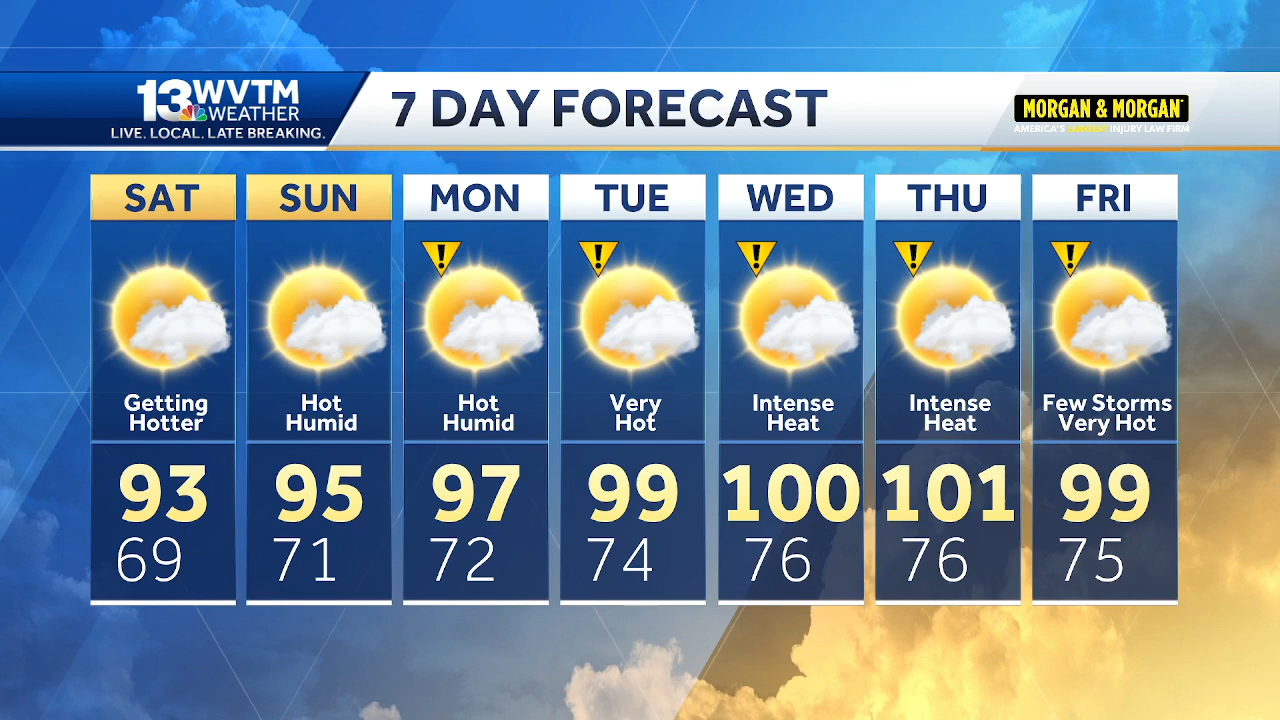 13 WVTM
WEATHER
LIVE. LOCAL. LATE BREAKING.
7 DAY FORECAST
MORGAN & MORGAN
AMERICA'S LARGEST INJURY LAW FIRM
SAT
SUN
MON
TUE
WED
THU
FRI
!
!
!
!
!
Getting
Hotter
Hot
Humid
Hot
Humid
Very
Hot
Intense
Heat
Intense
Heat
Few Storms
Very Hot
93
95
97
99
100
101
99
69
71
72
74
76
76
75